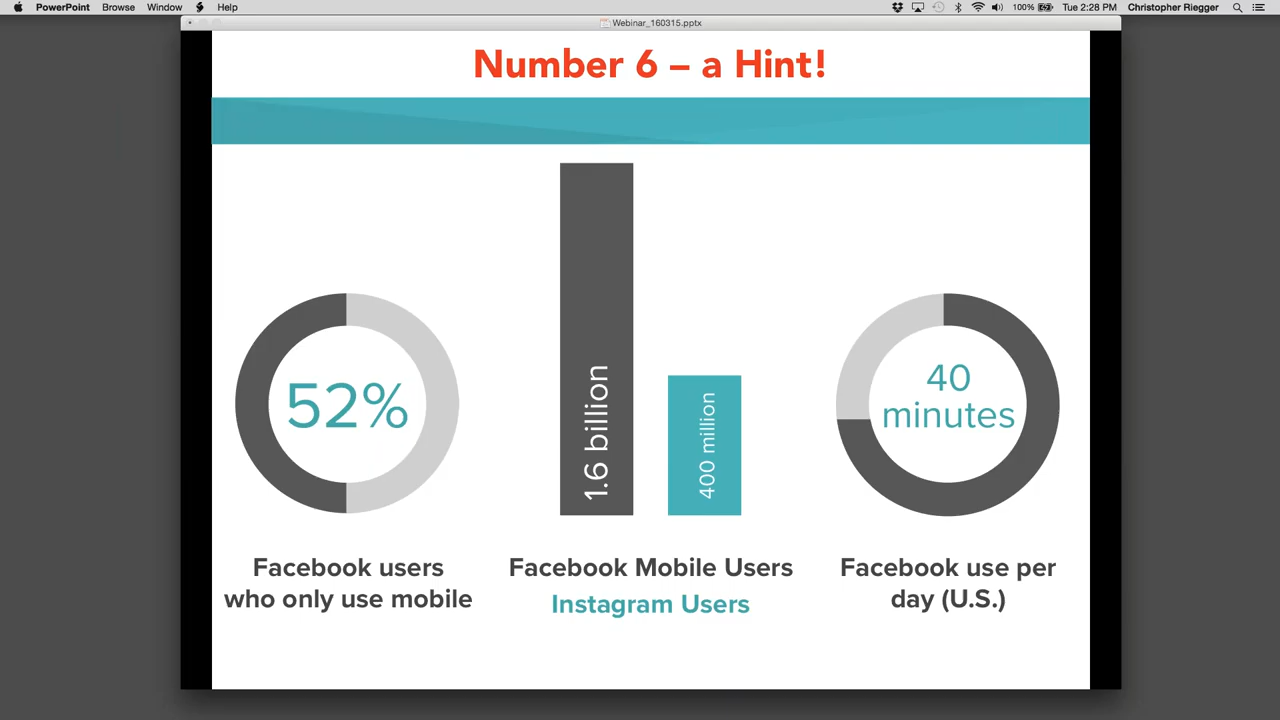 PowerPoint Browse Window Help 100% Tue 2:28 PM Christopher Riegger
Webinar_160315.pptx
Number 6 – a Hint!
52%
Facebook users
who only use mobile
1.6 billion
400 million
Facebook Mobile Users
Instagram Users
40
minutes
Facebook use per
day (U.S.)